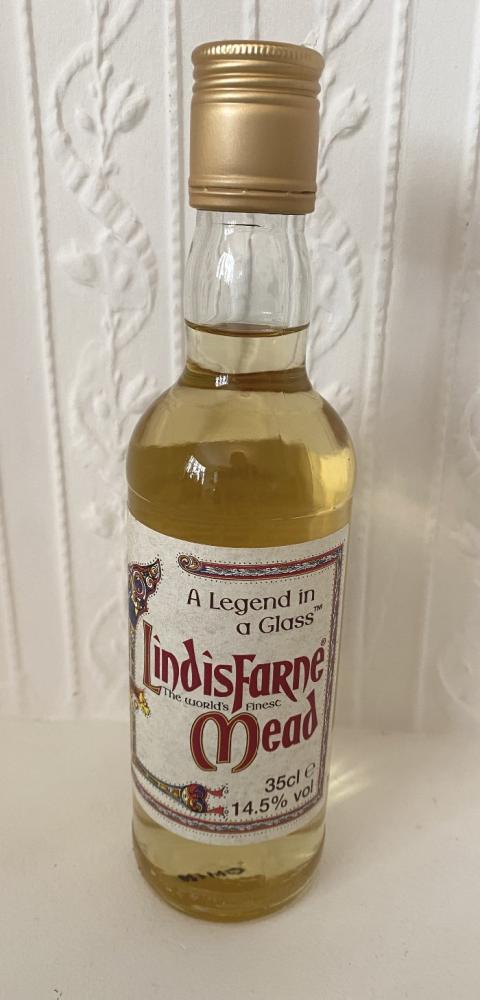 A Legend in
a Glass™
Lindisfarne®
The World's Finest
Mead
35cl ℮
14.5% vol